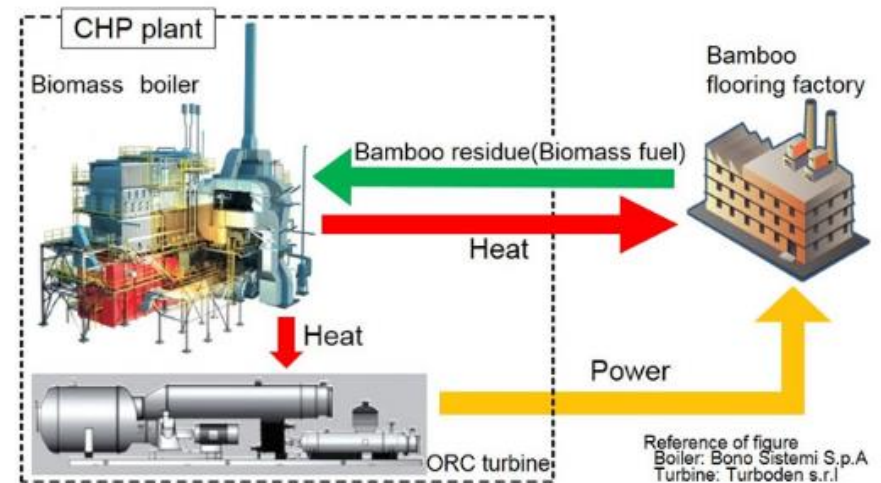 CHP plant
Biomass boiler
Bamboo
flooring factory
Bamboo residue(Biomass fuel)
Heat
Heat
Power
ORC turbine
Reference of figure
Boiler: Bono Sistemi S.p.A
Turbine: Turboden s.r.l